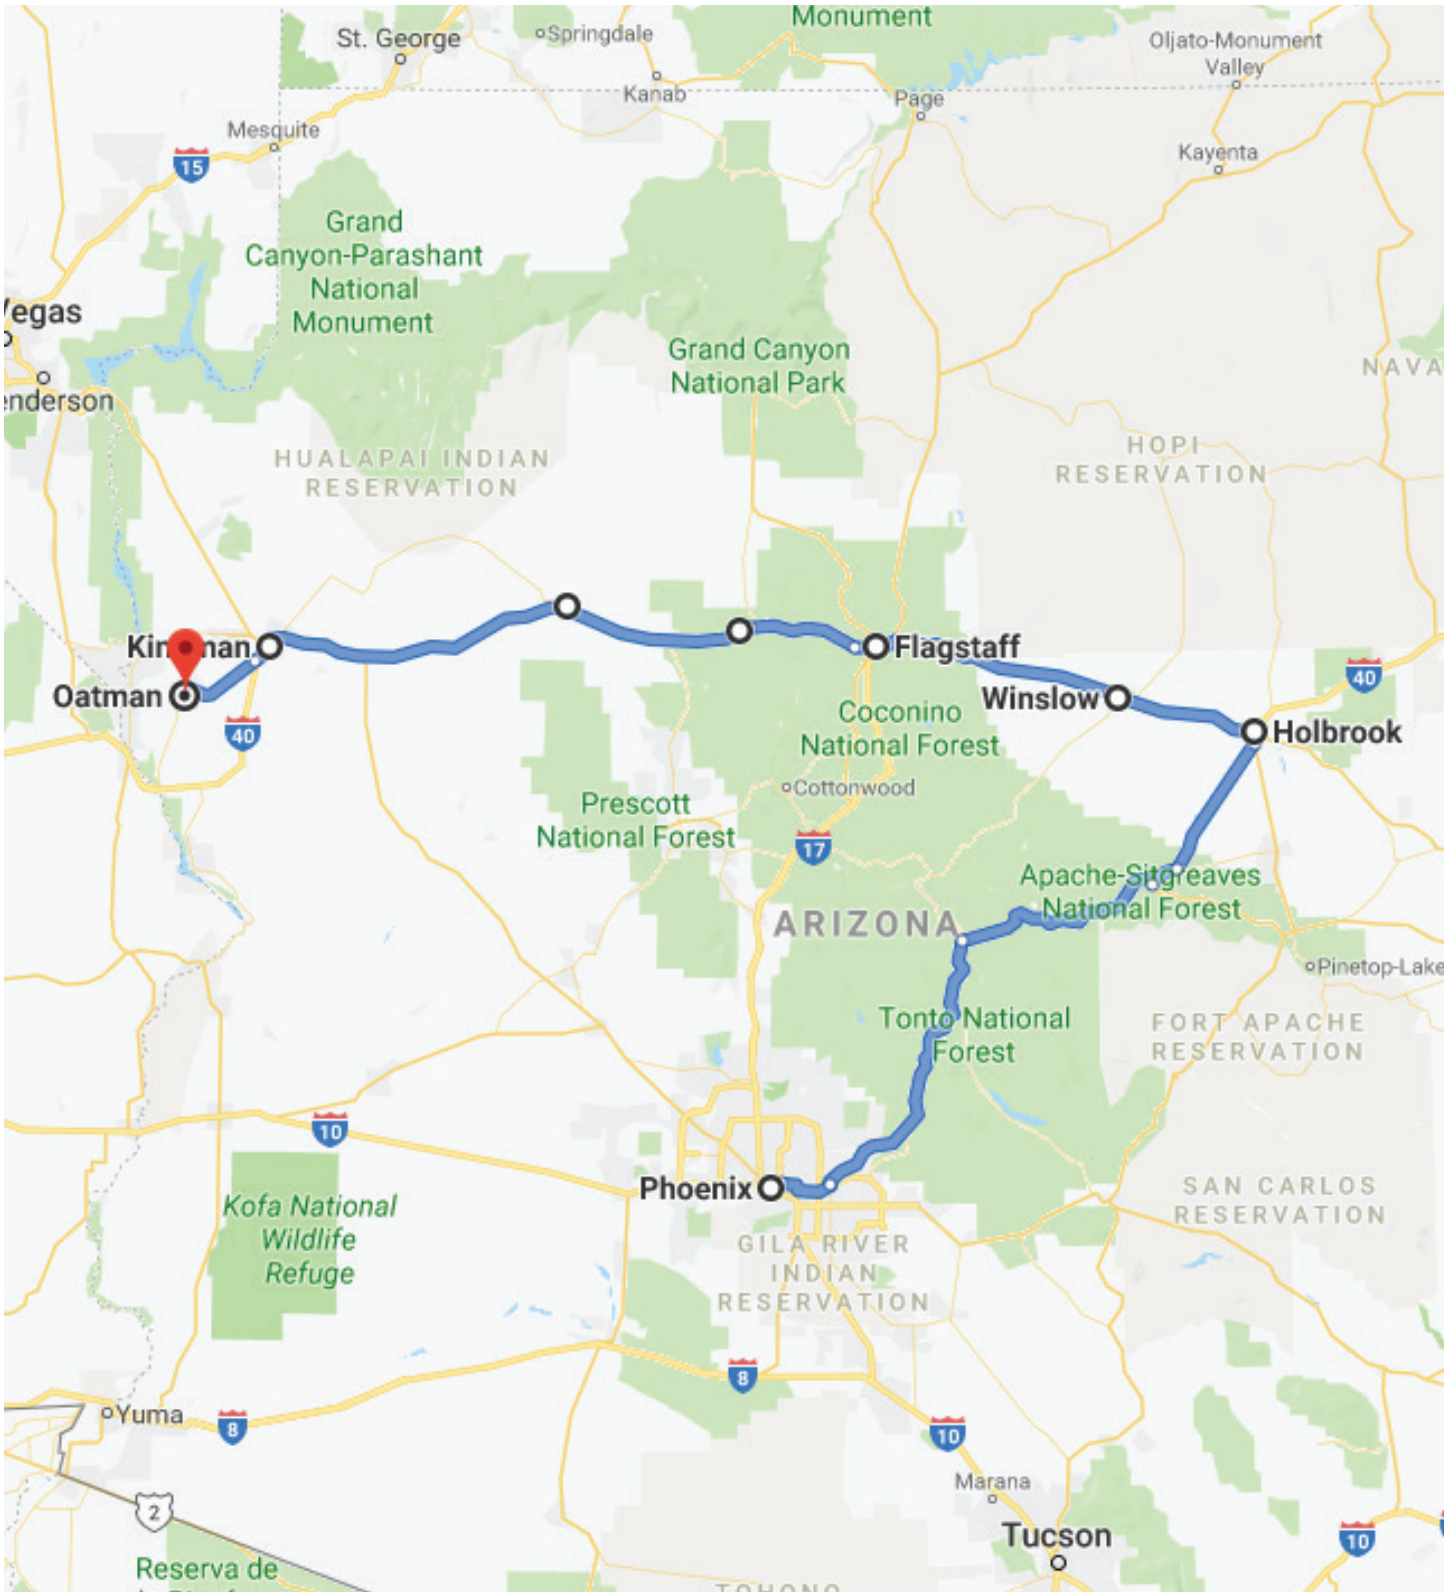 Monument
St. George
Springdale
Oljato-Monument
Valley
Kanab
Page
Mesquite
15
Kayenta
Grand
Canyon-Parashant
National
Monument
Vegas
Grand Canyon
National Park
NAVA
enderson
HUALAPAI INDIAN
RESERVATION
HOPI
RESERVATION
Flagstaff
40
Oatman
Winslow
40
Holbrook
Coconino
National Forest
Cottonwood
Prescott
National Forest
17
Apache-Sitgreaves
National Forest
ARIZONA
Pinetop-Lake
Tonto National
Forest
FORT APACHE
RESERVATION
10
Phoenix
SAN CARLOS
RESERVATION
Kofa National
Wildlife
Refuge
GILA RIVER
INDIAN
RESERVATION
8
Yuma
8
10
Marana
2
Tucson
10
Reserva de